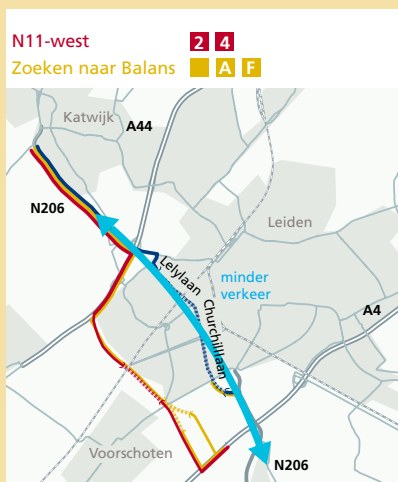 N11-west 2 4
Zoeken naar Balans A F
Katwijk
A44
N206
Leiden
Lelylaan
minder
verkeer
Churchilllaan
A4
Voorschoten
N206